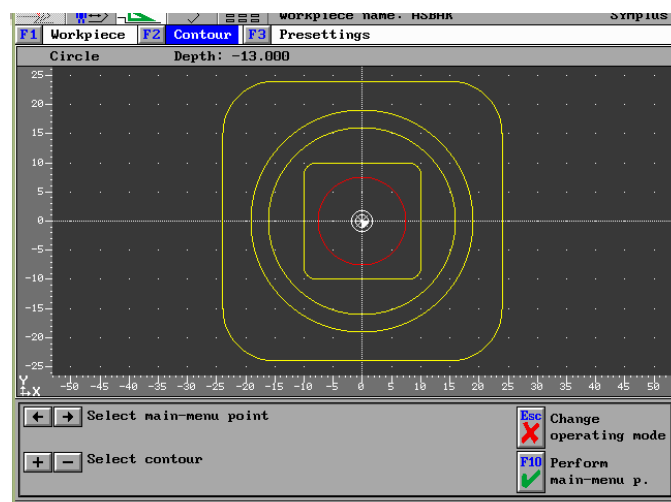 workpiece name: ASBAK Symplus
F1 Workpiece F2 Contour F3 Presettings
Circle Depth: -13.000
25
20
15
10
5
0
-5
-10
-15
-20
-25
Y
X
-50 -45 -40 -35 -30 -25 -20 -15 -10 -5 0 5 10 15 20 25 30 35 40 45 50
← → Select main-menu point
Esc Change
operating mode
+ − Select contour
F10 Perform
main-menu p.